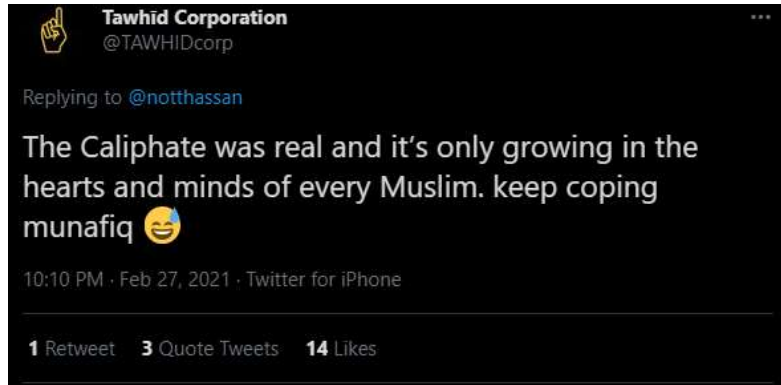 Tawhīd Corporation
@TAWHIDcorp
Replying to @notthassan
The Caliphate was real and it's only growing in the
hearts and minds of every Muslim. keep coping
munafiq 😅
10:10 PM · Feb 27, 2021 · Twitter for iPhone
1 Retweet 3 Quote Tweets 14 Likes